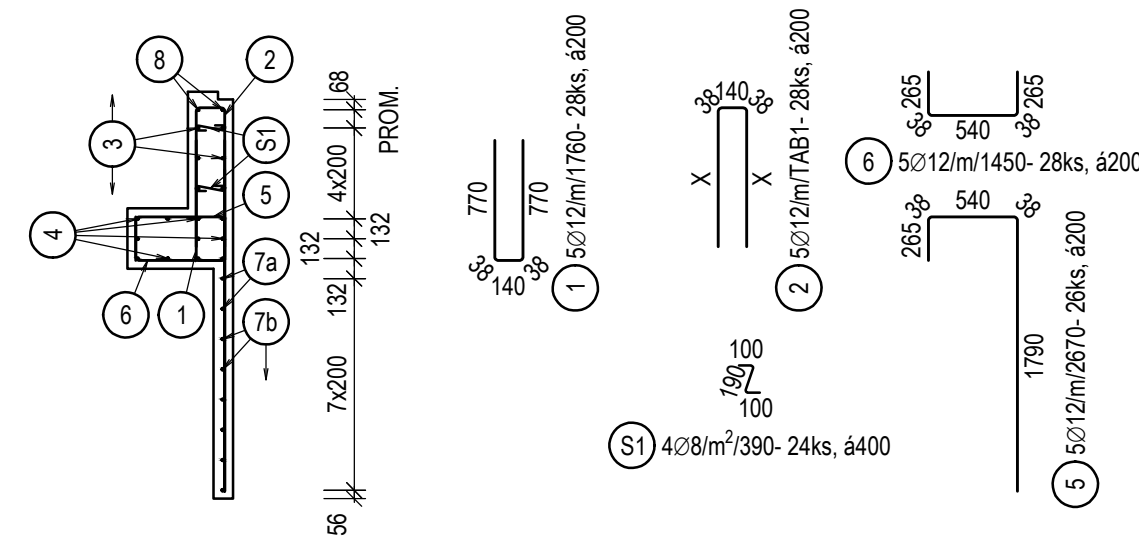 8
2
3
S1
4
5
7a
7b
6
1
68
PROM.
4x200
132
132
132
7x200
56
770
770
38
140
38
1 5∅12/m/1760- 28ks, á200
38
140
38
X
X
2 5∅12/m/TAB1- 28ks, á200
100
190
100
S1 4∅8/m²/390- 24ks, á400
265
265
38
540
38
6 5∅12/m/1450- 28ks, á200
38
540
38
265
1790
5 5∅12/m/2670- 26ks, á200